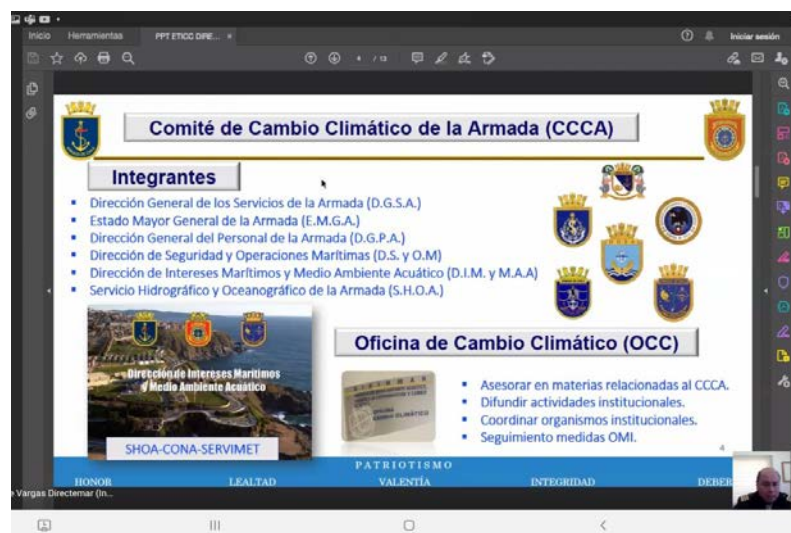 Inicio Herramientas PPT ETICC DIRE... × Iniciar sesión
4 / 13
Comité de Cambio Climático de la Armada (CCCA)
Integrantes
▪ Dirección General de los Servicios de la Armada (D.G.S.A.)
▪ Estado Mayor General de la Armada (E.M.G.A.)
▪ Dirección General del Personal de la Armada (D.G.P.A.)
▪ Dirección de Seguridad y Operaciones Marítimas (D.S. y O.M)
▪ Dirección de Intereses Marítimos y Medio Ambiente Acuático (D.I.M. y M.A.A)
▪ Servicio Hidrográfico y Oceanográfico de la Armada (S.H.O.A.)
Dirección de Intereses Marítimos
y Medio Ambiente Acuático
SHOA-CONA-SERVIMET
Oficina de Cambio Climático (OCC)
OFICINA
CAMBIO CLIMÁTICO
▪ Asesorar en materias relacionadas al CCCA.
▪ Difundir actividades institucionales.
▪ Coordinar organismos institucionales.
▪ Seguimiento medidas OMI.
4
PATRIOTISMO
HONOR LEALTAD VALENTÍA INTEGRIDAD DEBER
e Vargas Directemar (In...